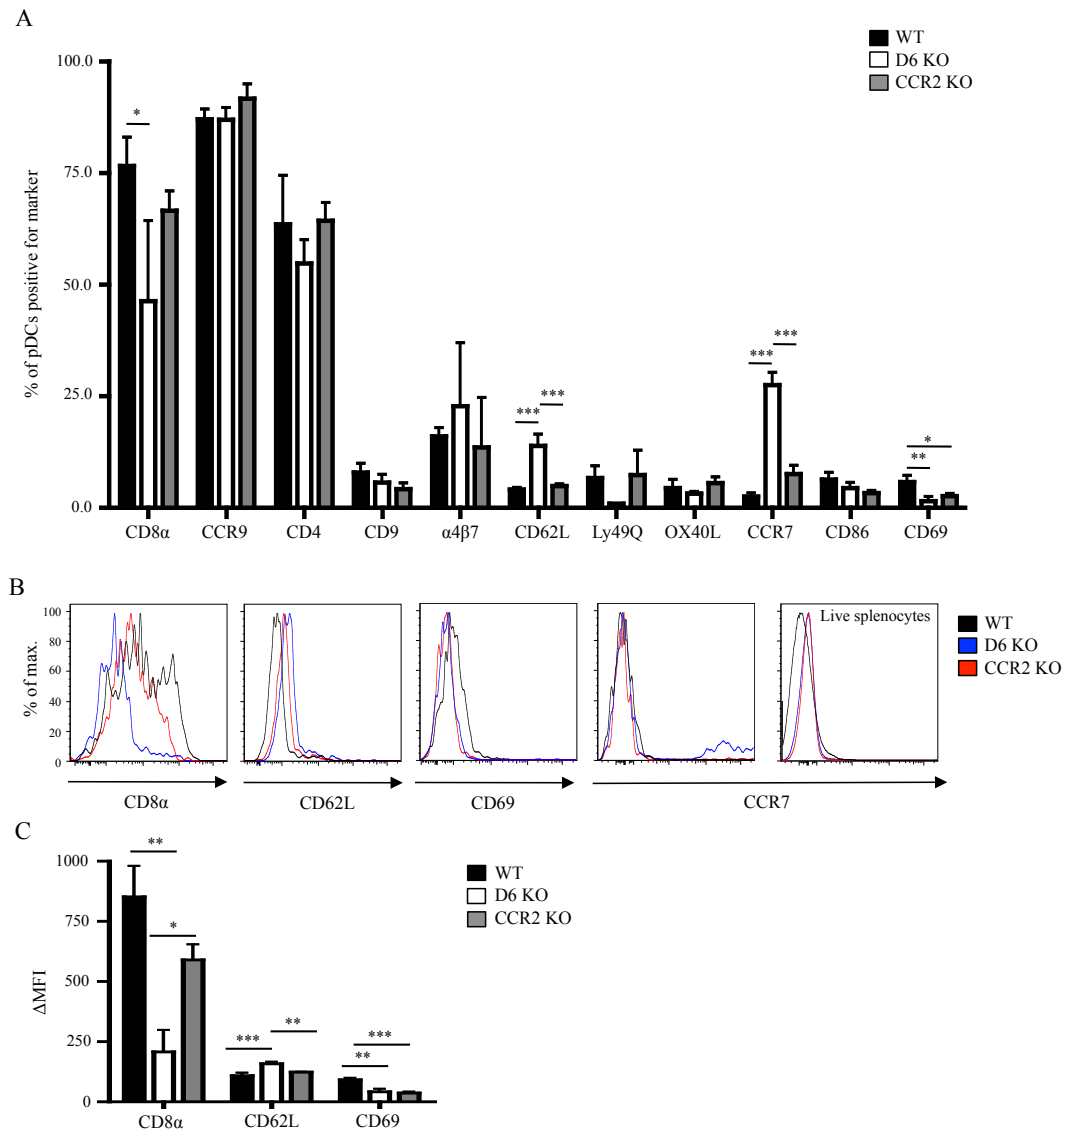 A
WT
D6 KO
CCR2 KO
% of pDCs positive for marker
100.0
75.0
50.0
25.0
0.0
*
***
***
***
***
*
**
CD8α CCR9 CD4 CD9 α4β7 CD62L Ly49Q OX40L CCR7 CD86 CD69
B
% of max.
100
80
60
40
20
0
Live splenocytes
WT
D6 KO
CCR2 KO
CD8α CD62L CD69 CCR7
C
ΔMFI
1000
750
500
250
0
**
*
***
**
***
**
WT
D6 KO
CCR2 KO
CD8α CD62L CD69